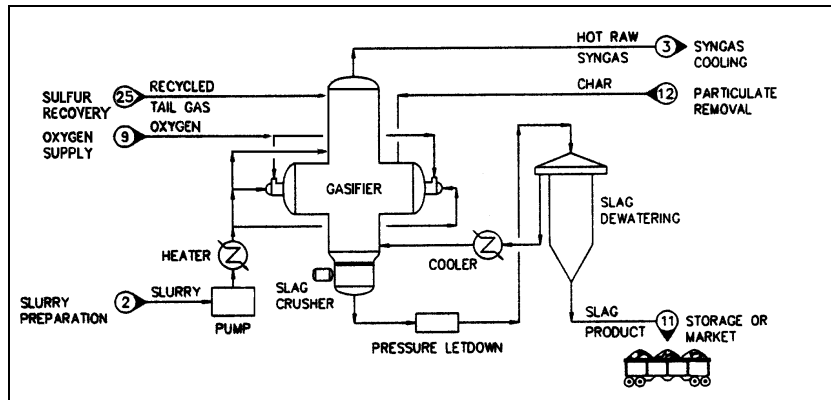 HOT RAW
SYNGAS
3
SYNGAS
COOLING
SULFUR
RECOVERY
25
RECYCLED
TAIL GAS
CHAR
12
PARTICULATE
REMOVAL
OXYGEN
SUPPLY
9
OXYGEN
GASIFIER
SLAG
DEWATERING
HEATER
COOLER
SLAG
CRUSHER
SLURRY
PREPARATION
2
SLURRY
PUMP
PRESSURE LETDOWN
SLAG
PRODUCT
11
STORAGE OR
MARKET